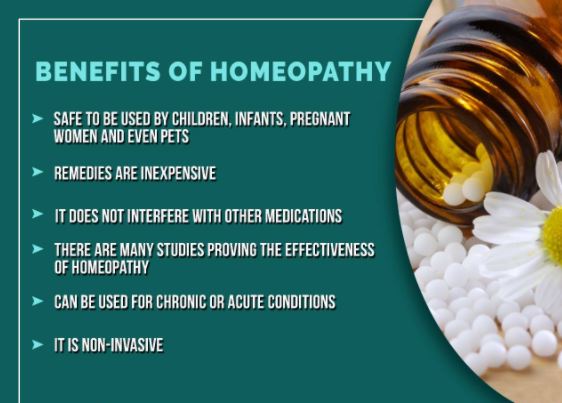 BENEFITS OF HOMEOPATHY
➤ SAFE TO BE USED BY CHILDREN, INFANTS, PREGNANT
WOMEN AND EVEN PETS
➤ REMEDIES ARE INEXPENSIVE
➤ IT DOES NOT INTERFERE WITH OTHER MEDICATIONS
➤ THERE ARE MANY STUDIES PROVING THE EFFECTIVENESS
OF HOMEOPATHY
➤ CAN BE USED FOR CHRONIC OR ACUTE CONDITIONS
➤ IT IS NON-INVASIVE